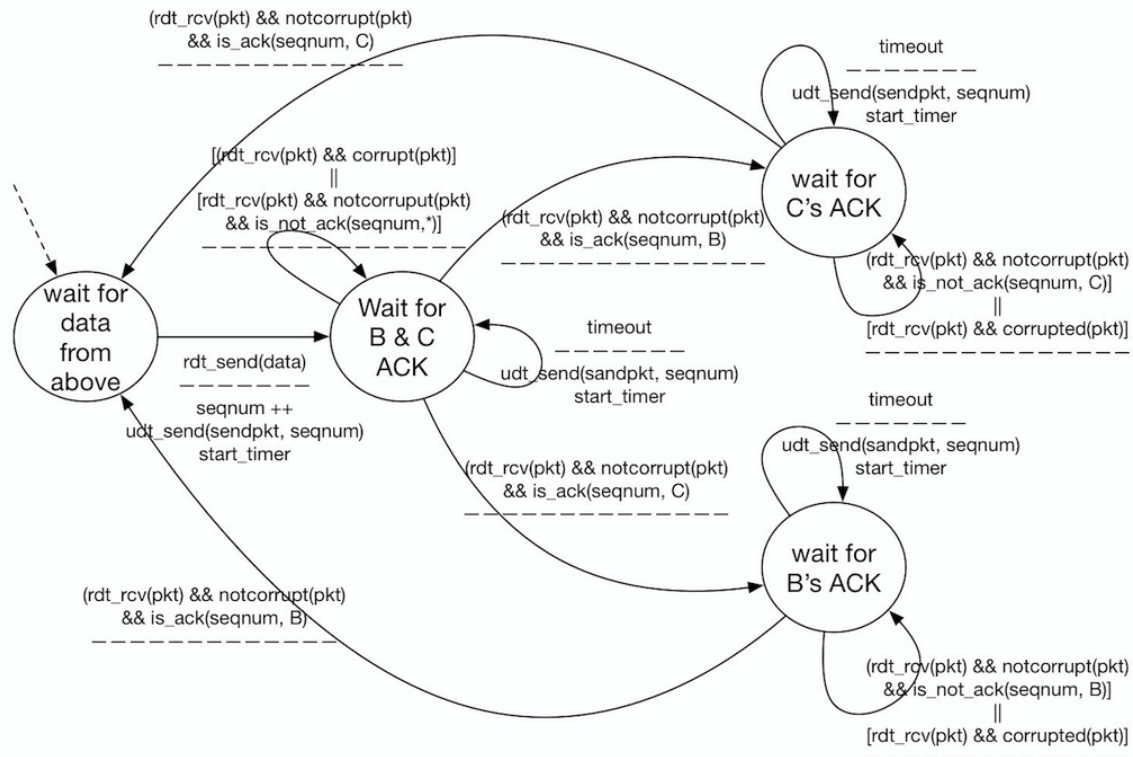 (rdt_rcv(pkt) && notcorrupt(pkt)
&& is_ack(seqnum, C)
— — — — — — — — — — — — —
timeout
— — — — — — —
udt_send(sendpkt, seqnum)
start_timer
[(rdt_rcv(pkt) && corrupt(pkt)]
||
[rdt_rcv(pkt) && notcorruput(pkt)
&& is_not_ack(seqnum,*)]
— — — — — — — — — — — — — —
wait for
C's ACK
(rdt_rcv(pkt) && notcorrupt(pkt)
&& is_ack(seqnum, B)
— — — — — — — — — — — — — —
(rdt_rcv(pkt) && notcorrupt(pkt)
&& is_not_ack(seqnum, C)]
||
[rdt_rcv(pkt) && corrupted(pkt)]
— — — — — — — — — — — — — —
wait for
data
from
above
rdt_send(data)
— — — — — — —
seqnum ++
udt_send(sendpkt, seqnum)
start_timer
Wait for
B & C
ACK
timeout
— — — — — — —
udt_send(sandpkt, seqnum)
start_timer
timeout
— — — — — — —
udt_send(sandpkt, seqnum)
start_timer
(rdt_rcv(pkt) && notcorrupt(pkt)
&& is_ack(seqnum, C)
— — — — — — — — — — — — — —
wait for
B's ACK
(rdt_rcv(pkt) && notcorrupt(pkt)
&& is_ack(seqnum, B)
— — — — — — — — — — — — —
(rdt_rcv(pkt) && notcorrupt(pkt)
&& is_not_ack(seqnum, B)]
||
[rdt_rcv(pkt) && corrupted(pkt)]